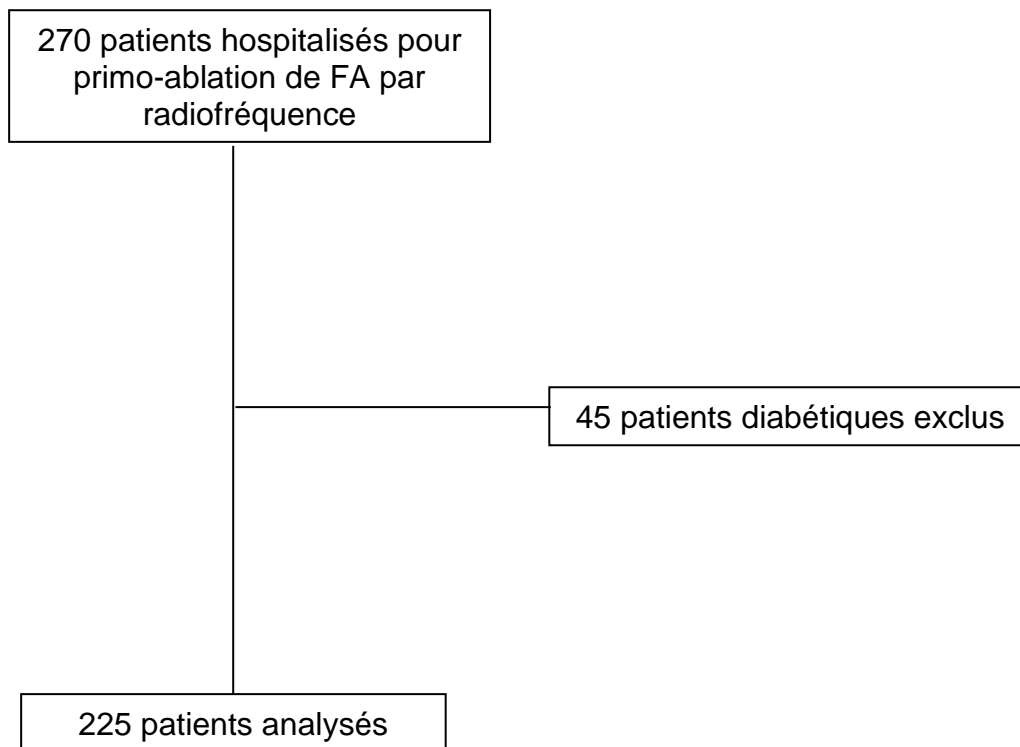 270 patients hospitalisés pour
primo-ablation de FA par
radiofréquence
45 patients diabétiques exclus
225 patients analysés